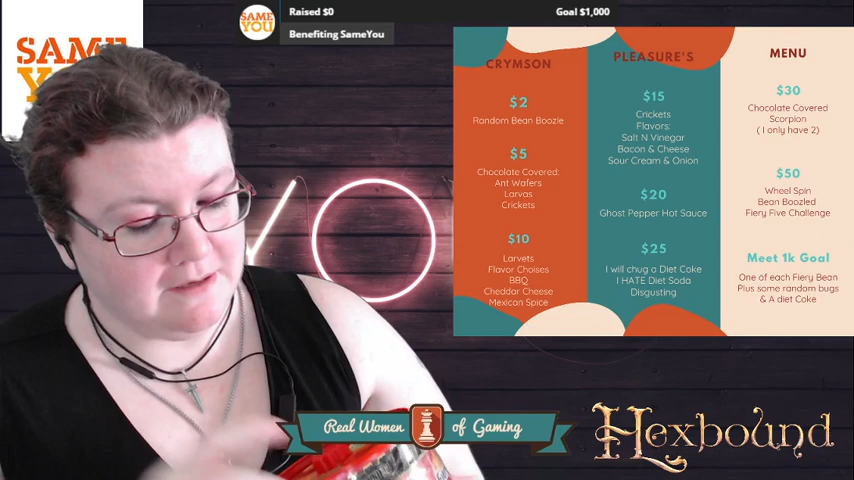 SAME
Y
SAME
YOU
Raised $0
Goal $1,000
Benefiting SameYou
CRYMSON
$2
Random Bean Boozle
$5
Chocolate Covered:
Ant Wafers
Larvas
Crickets
$10
Larvets
Flavor Choises
BBQ
Cheddar Cheese
Mexican Spice
PLEASURE'S
$15
Crickets
Flavors:
Salt N Vinegar
Bacon & Cheese
Sour Cream & Onion
$20
Ghost Pepper Hot Sauce
$25
I will chug a Diet Coke
I HATE Diet Soda
Disgusting
MENU
$30
Chocolate Covered
Scorpion
( I only have 2)
$50
Wheel Spin
Bean Boozled
Fiery Five Challenge
Meet 1k Goal
One of each Fiery Bean
Plus some random bugs
& A diet Coke
Real Women of Gaming
Hexbound